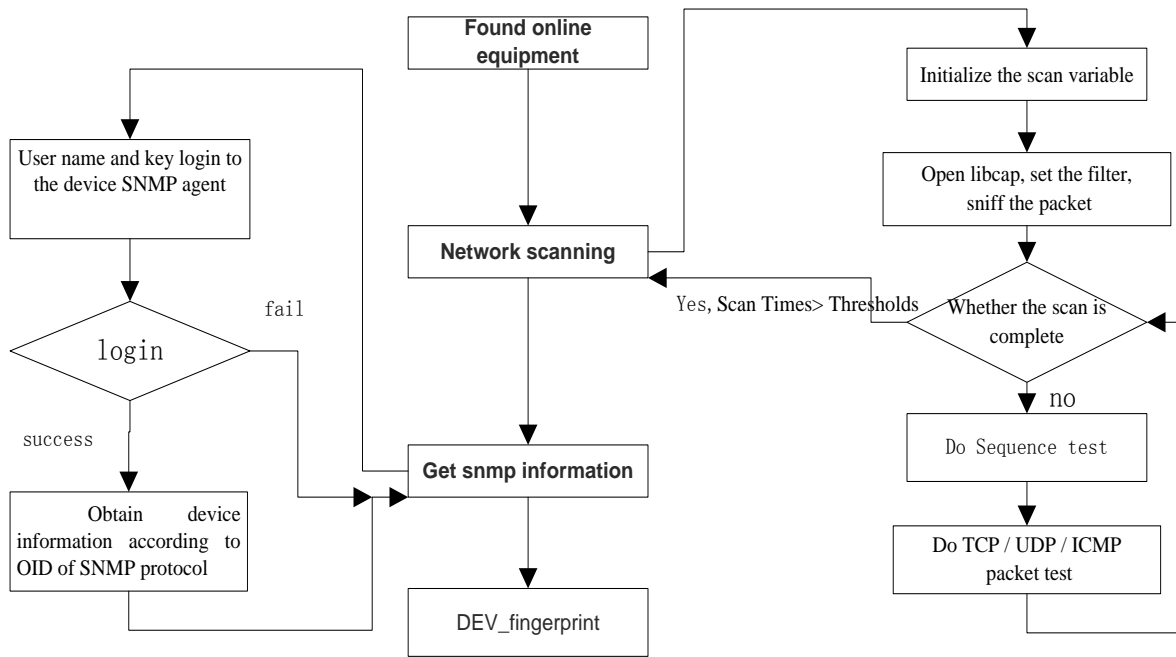 Found online
equipment
Initialize the scan variable
User name and key login to
the device SNMP agent
Open libcap, set the filter,
sniff the packet
Network scanning
Yes, Scan Times> Thresholds
Whether the scan is
complete
fail
login
no
success
Do Sequence test
Get snmp information
Obtain device
information according to
OID of SNMP protocol
Do TCP / UDP / ICMP
packet test
DEV_fingerprint